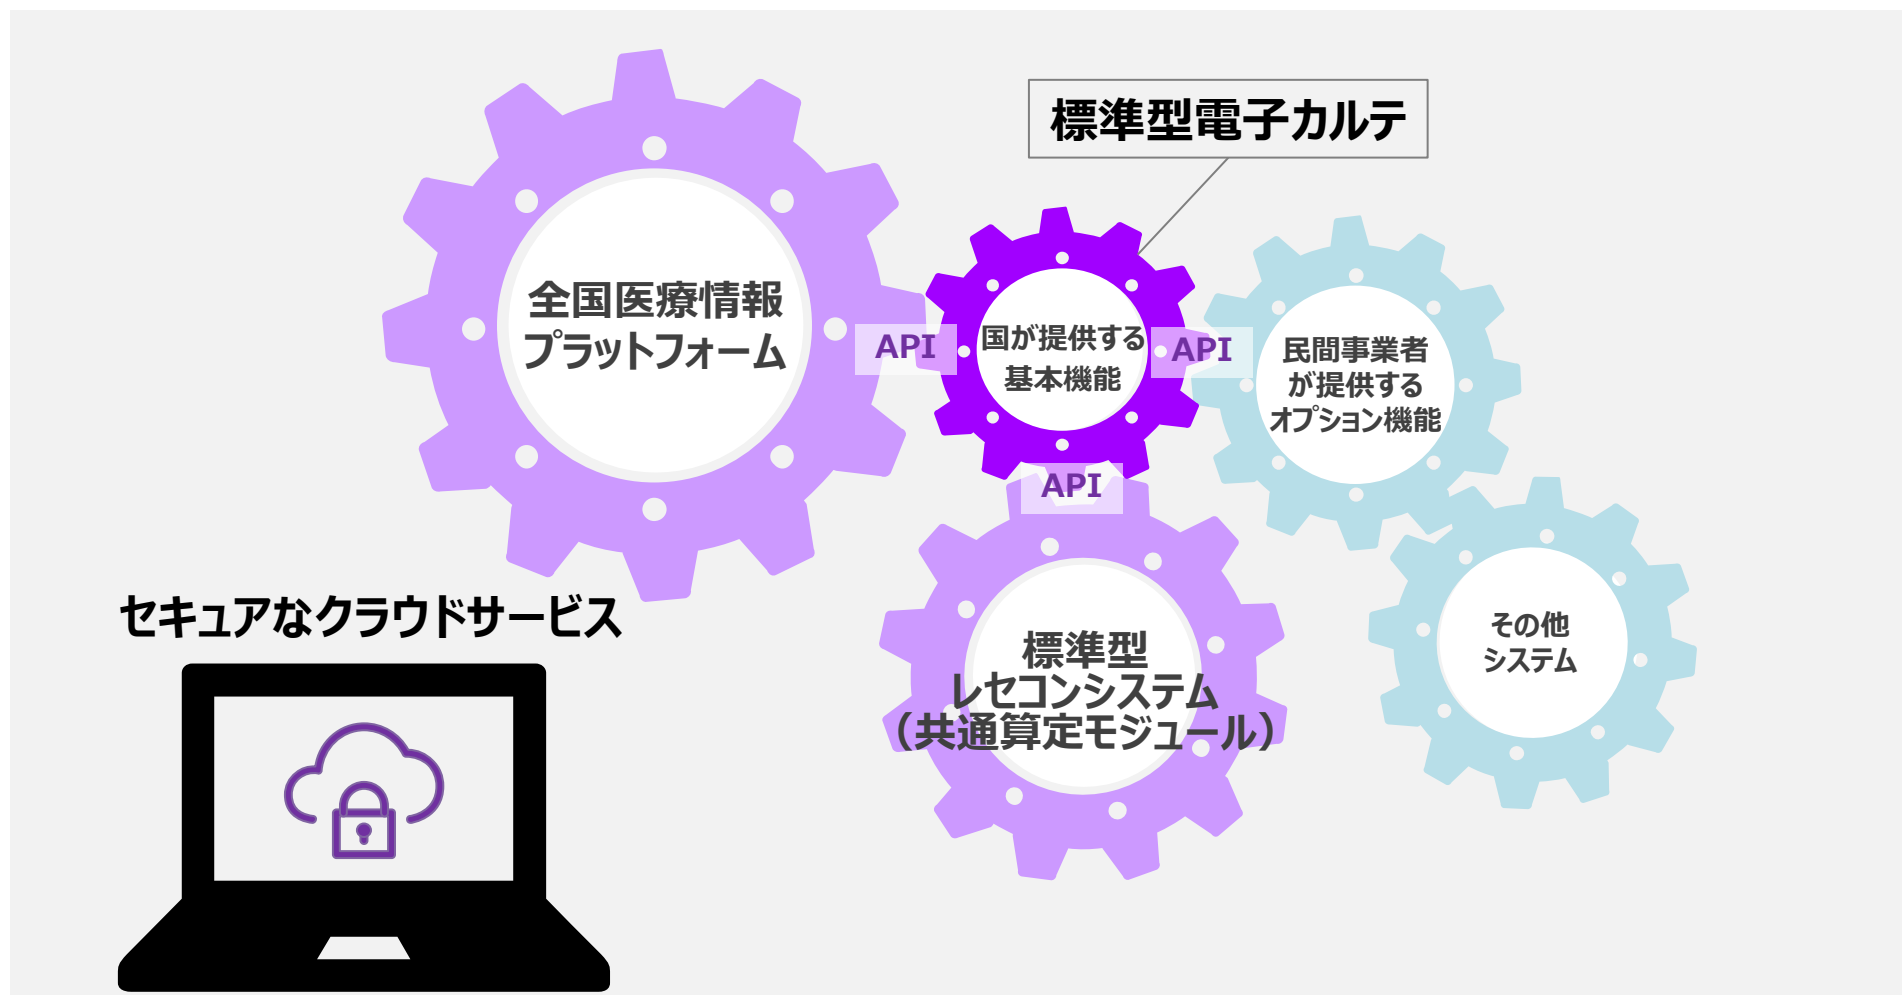 標準型電子カルテ
全国医療情報
プラットフォーム
API
国が提供する
基本機能
API
民間事業者
が提供する
オプション機能
API
セキュアなクラウドサービス
標準型
レセコンシステム
（共通算定モジュール）
その他
システム